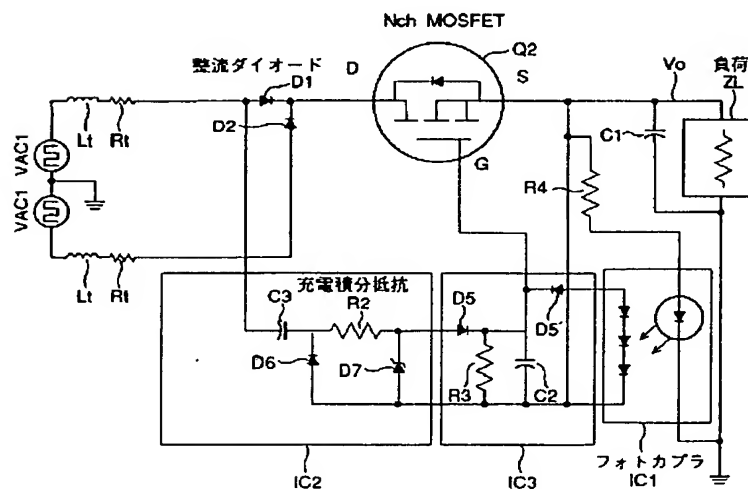 Nch MOSFET
Q2
整流ダイオード
D1
D
S
Vo
負荷
ZL
D2
Lt
Rt
C1
G
VAC1
VAC1
R4
Lt
Rt
充電積分抵抗
C3
R2
D5
D5'
D6
D7
R3
C2
IC2
IC3
フォトカプラ
IC1